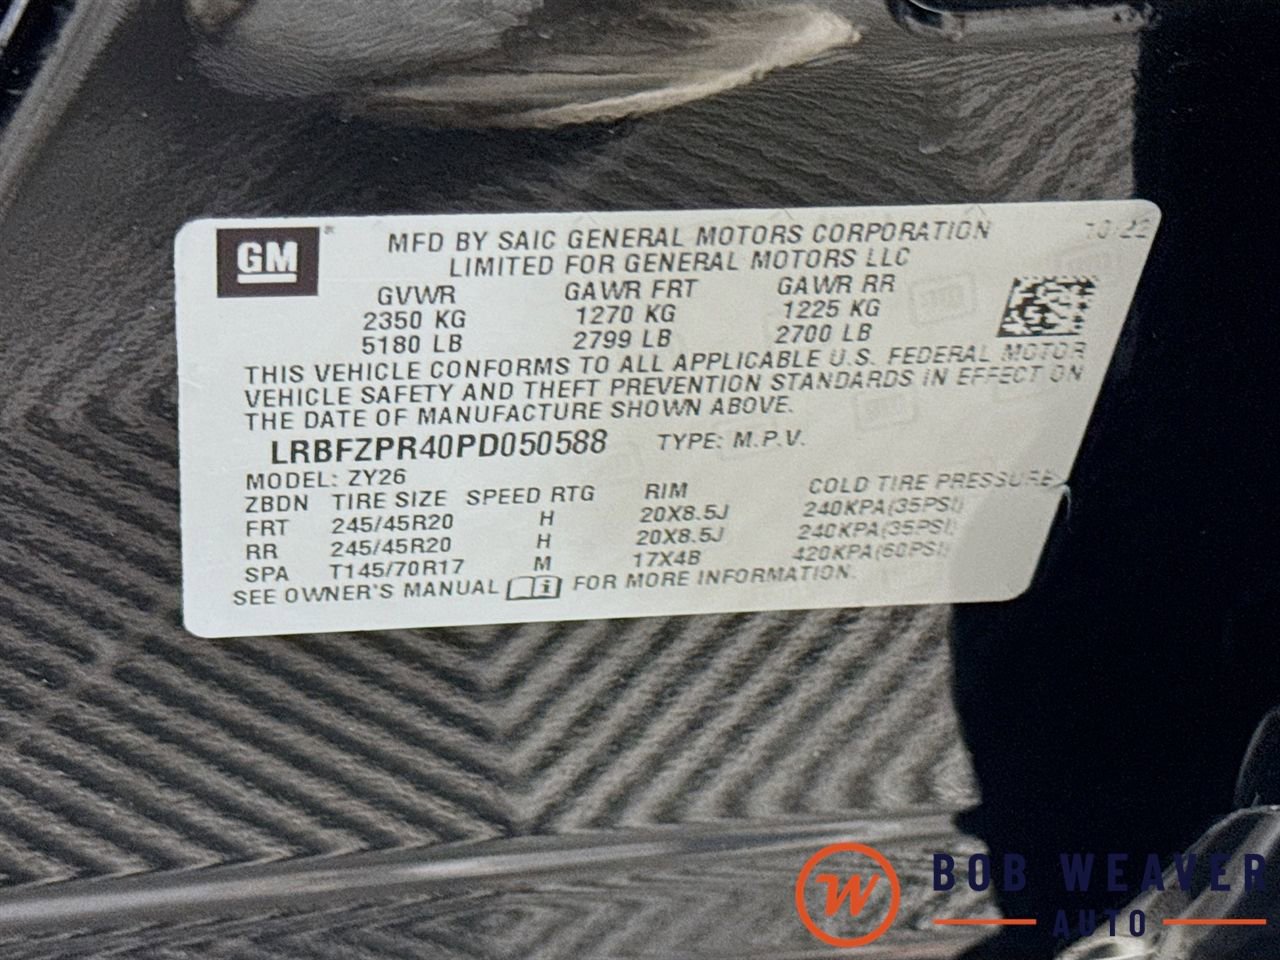 GM ®
MFD BY SAIC GENERAL MOTORS CORPORATION 10/22
LIMITED FOR GENERAL MOTORS LLC
GVWR GAWR FRT GAWR RR
2350 KG 1270 KG 1225 KG
5180 LB 2799 LB 2700 LB
THIS VEHICLE CONFORMS TO ALL APPLICABLE U.S. FEDERAL MOTOR
VEHICLE SAFETY AND THEFT PREVENTION STANDARDS IN EFFECT ON
THE DATE OF MANUFACTURE SHOWN ABOVE.
LRBFZPR40PD050588 TYPE: M.P.V.
MODEL: ZY26
ZBDN TIRE SIZE SPEED RTG RIM COLD TIRE PRESSURE
FRT 245/45R20 H 20X8.5J 240KPA(35PSI)
RR 245/45R20 H 20X8.5J 240KPA(35PSI)
SPA T145/70R17 M 17X4B 420KPA(60PSI)
SEE OWNER'S MANUAL FOR MORE INFORMATION.
W BOB WEAVER
AUTO